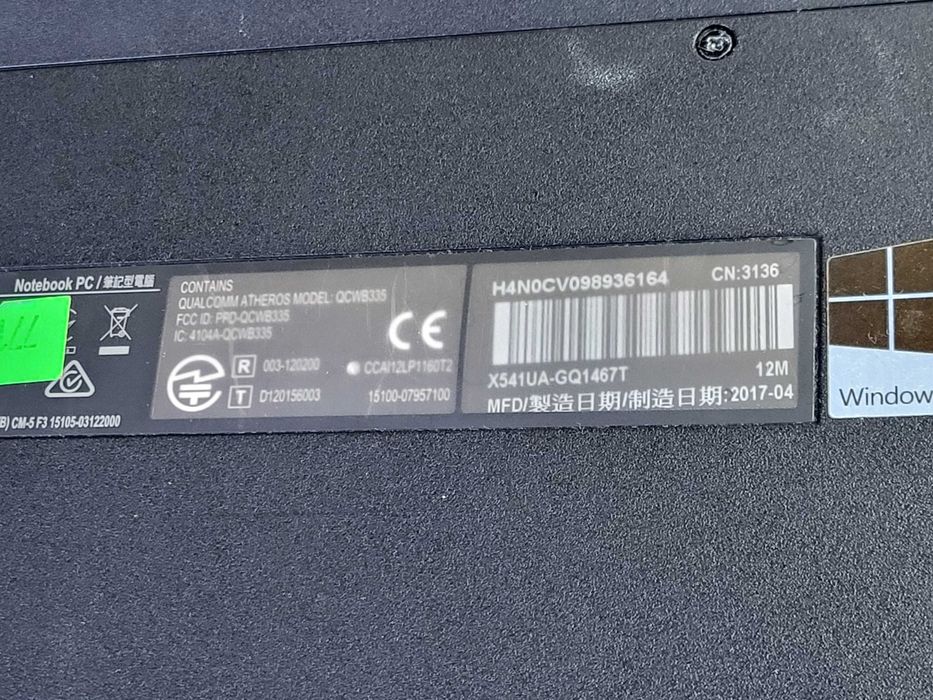 Notebook PC / 筆記型電腦
B) CM-5 F3 15105-03122000
CONTAINS
QUALCOMM ATHEROS MODEL: QCWB335
FCC ID: PPD-QCWB335
IC: 4104A-QCWB335
CE
R 003-120200
CCAI12LP1160T2
T D120156003
15100-07957100
H4N0CV098936164
CN:3136
X541UA-GQ1467T
12M
MFD/製造日期/制造日期:2017-04
Window